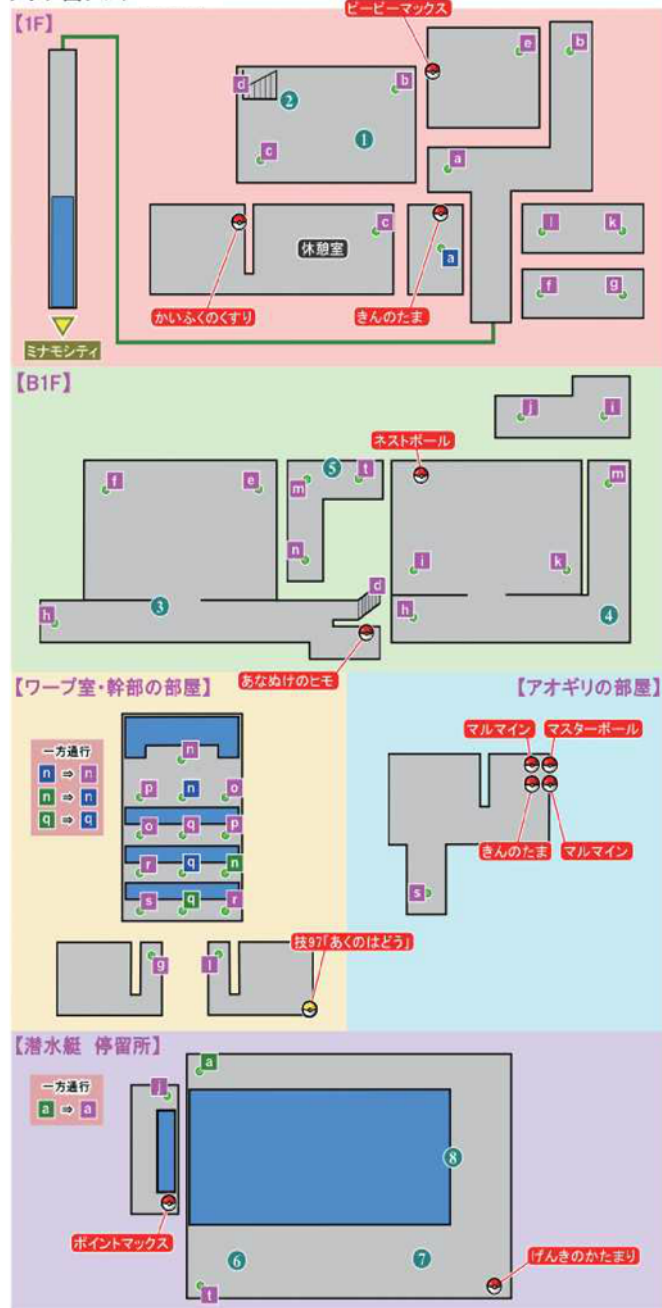 【1F】
ピーピーマックス
d
b
e
b
2
1
c
a
c
休憩室
a
l
k
f
g
かいふくのくすり
きんのたま
ミナモシティ
【B1F】
j
i
ネストボール
5
f
e
m
t
m
n
i
k
d
h
3
h
4
あなぬけのヒモ
【ワープ室・幹部の部屋】
一方通行
n ⇒ n
n ⇒ n
q ⇒ q
n
p n o
o q p
r q n
s q r
g
l
技97「あくのはどう」
【アオギリの部屋】
マルマイン
マスターボール
きんのたま
マルマイン
s
【潜水艇 停留所】
一方通行
a ⇒ a
j
a
8
ポイントマックス
6
7
げんきのかたまり
t